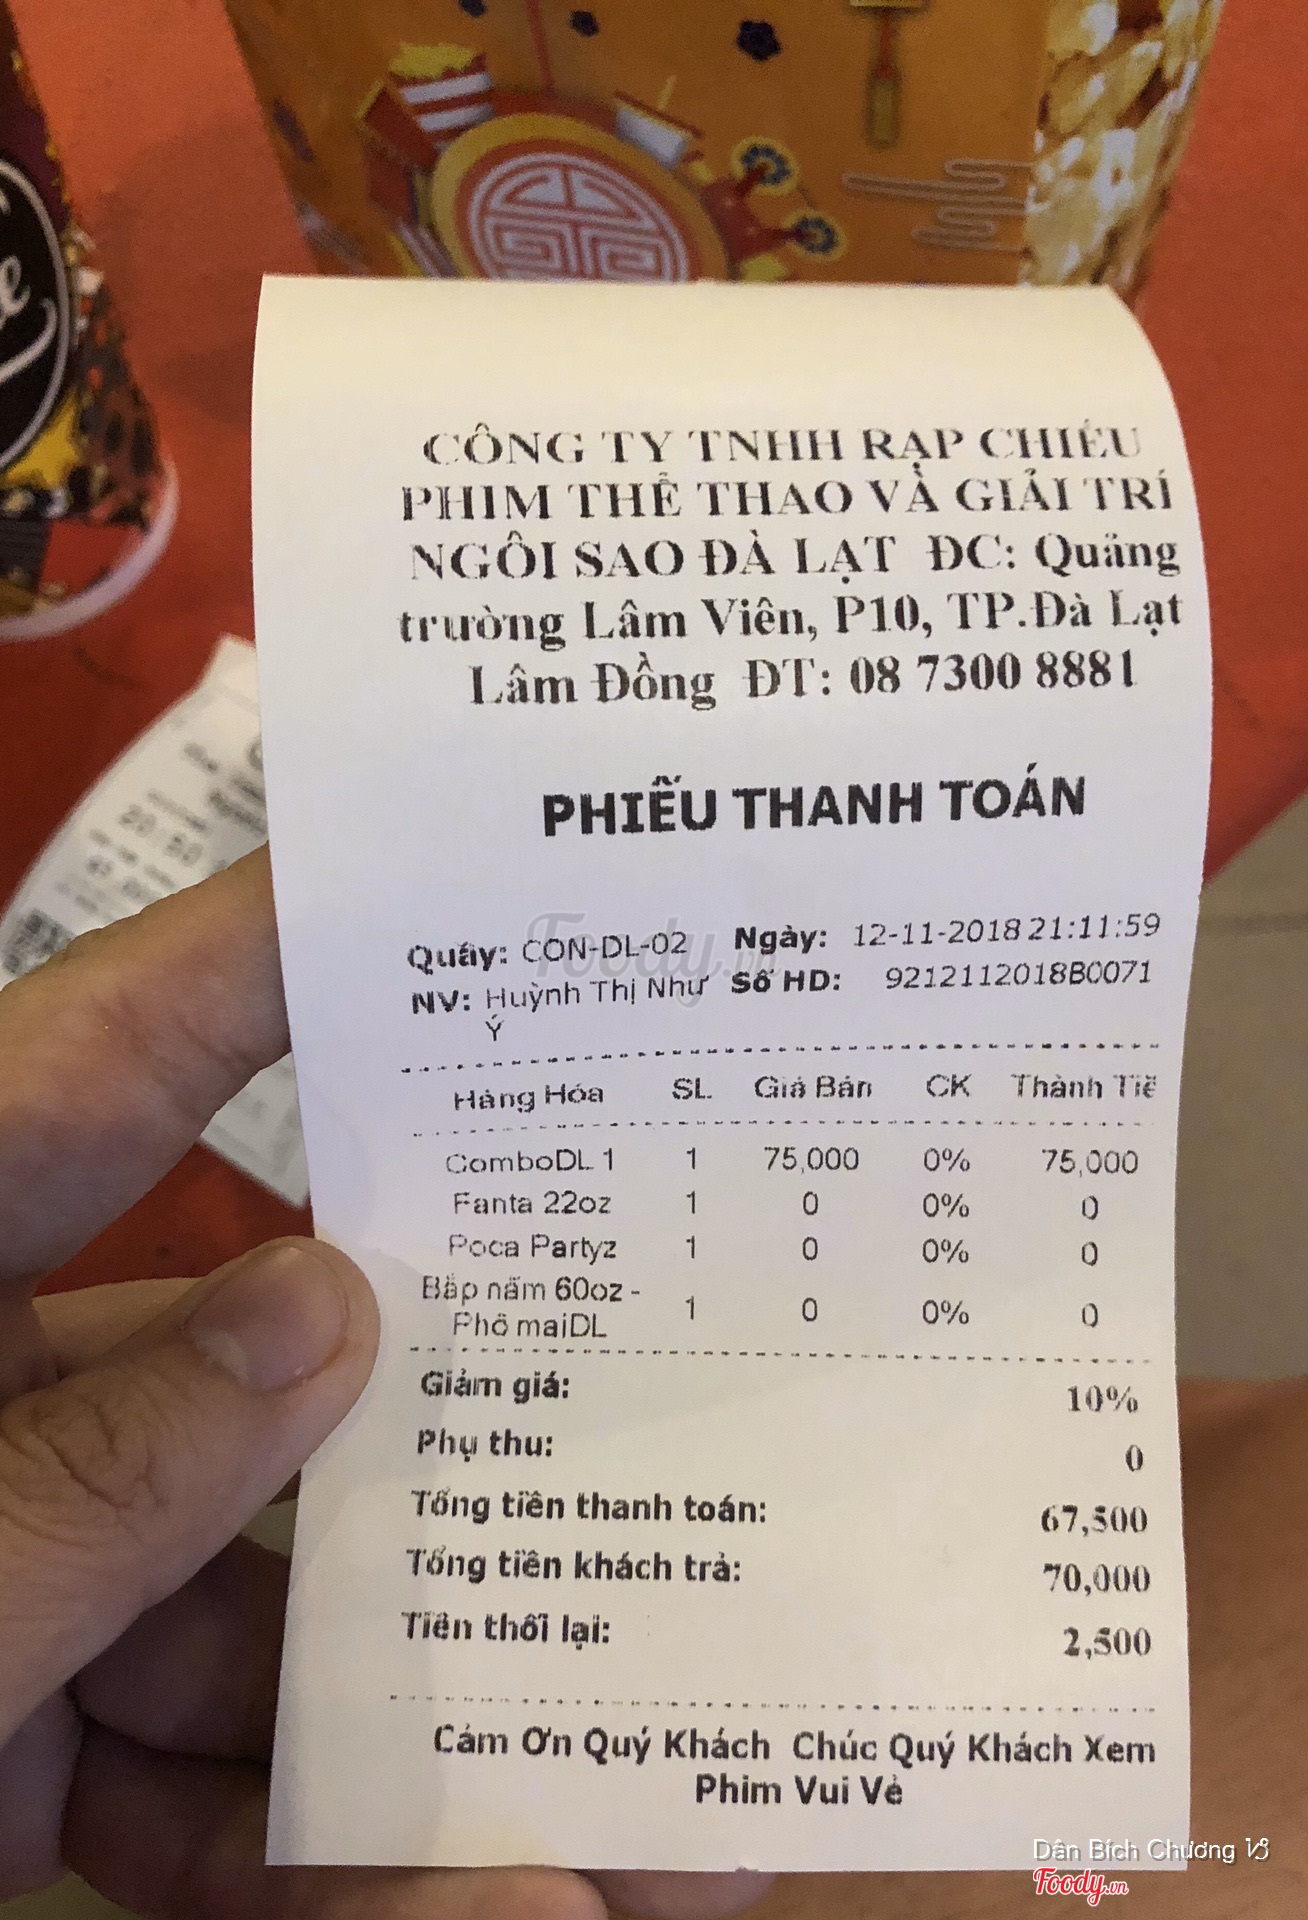 CÔNG TY TNHH RẠP CHIẾU
PHIM THỂ THAO VÀ GIẢI TRÍ
NGÔI SAO ĐÀ LẠT ĐC: Quảng
trường Lâm Viên, P10, TP.Đà Lạt
Lâm Đồng ĐT: 08 7300 8881
PHIẾU THANH TOÁN
Quầy: CON-DL-02 Ngày: 12-11-2018 21:11:59
NV: Huỳnh Thị Như Số HD: 9212112018B0071
Ý
Hàng Hóa SL Giá Bán CK Thành Tiề
ComboDL 1 1 75,000 0% 75,000
Fanta 22oz 1 0 0% 0
Poca Partyz 1 0 0% 0
Bắp nấm 60oz - 1 0 0% 0
Phô maiDL
Giảm giá: 10%
Phụ thu: 0
Tổng tiền thanh toán: 67,500
Tổng tiền khách trả: 70,000
Tiền thối lại: 2,500
Cám Ơn Quý Khách Chúc Quý Khách Xem
Phim Vui Vẻ
Foody.vn
Dân Bích Chương
Foody.vn